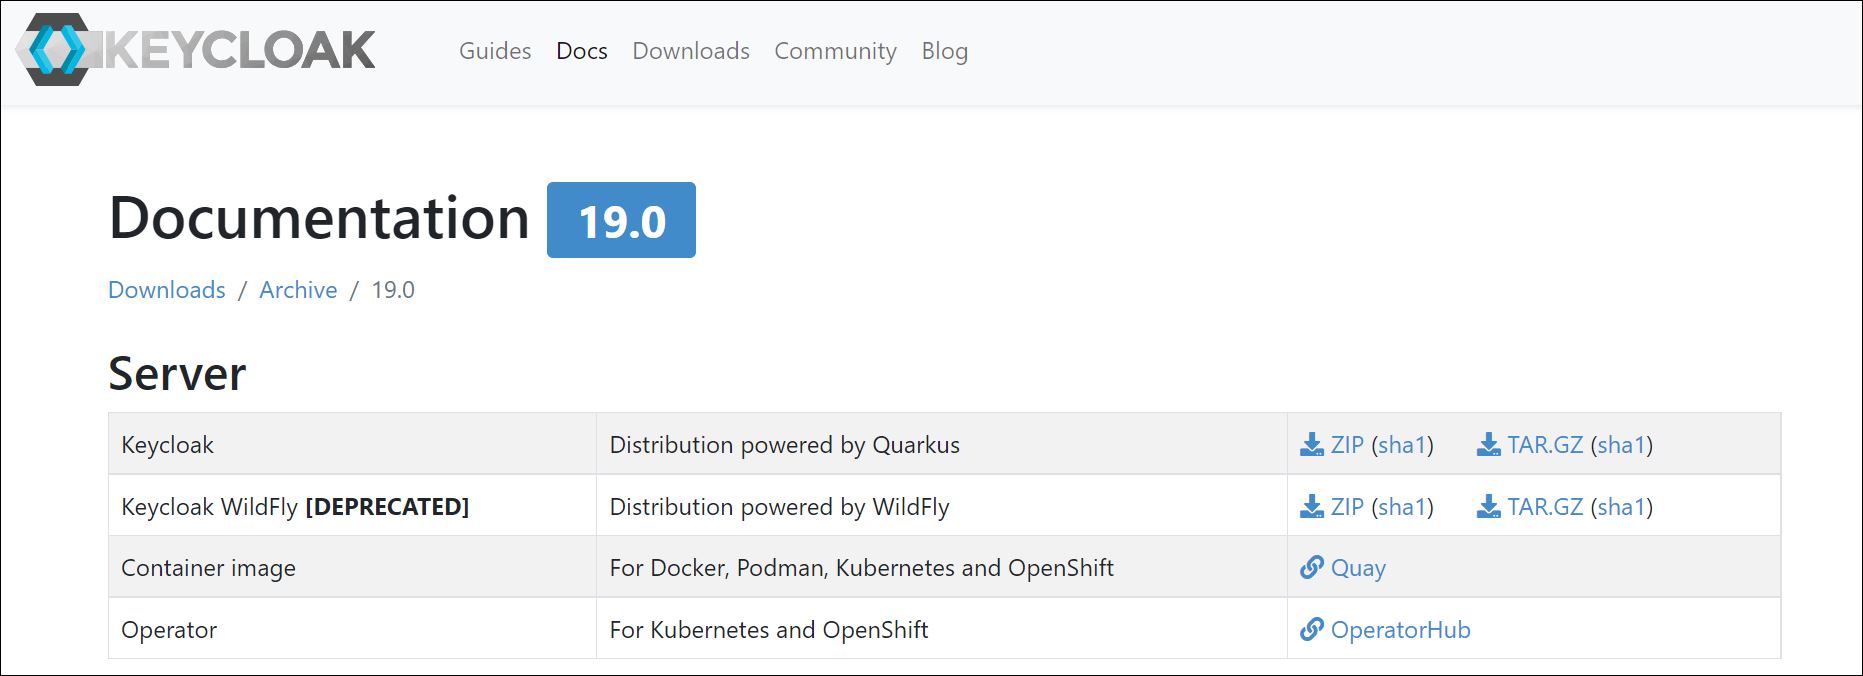 KEYCLOAK Guides Docs Downloads Community Blog
Documentation 19.0
Downloads / Archive / 19.0
Server
Keycloak Distribution powered by Quarkus ZIP (sha1) TAR.GZ (sha1)
Keycloak WildFly [DEPRECATED] Distribution powered by WildFly ZIP (sha1) TAR.GZ (sha1)
Container image For Docker, Podman, Kubernetes and OpenShift Quay
Operator For Kubernetes and OpenShift OperatorHub